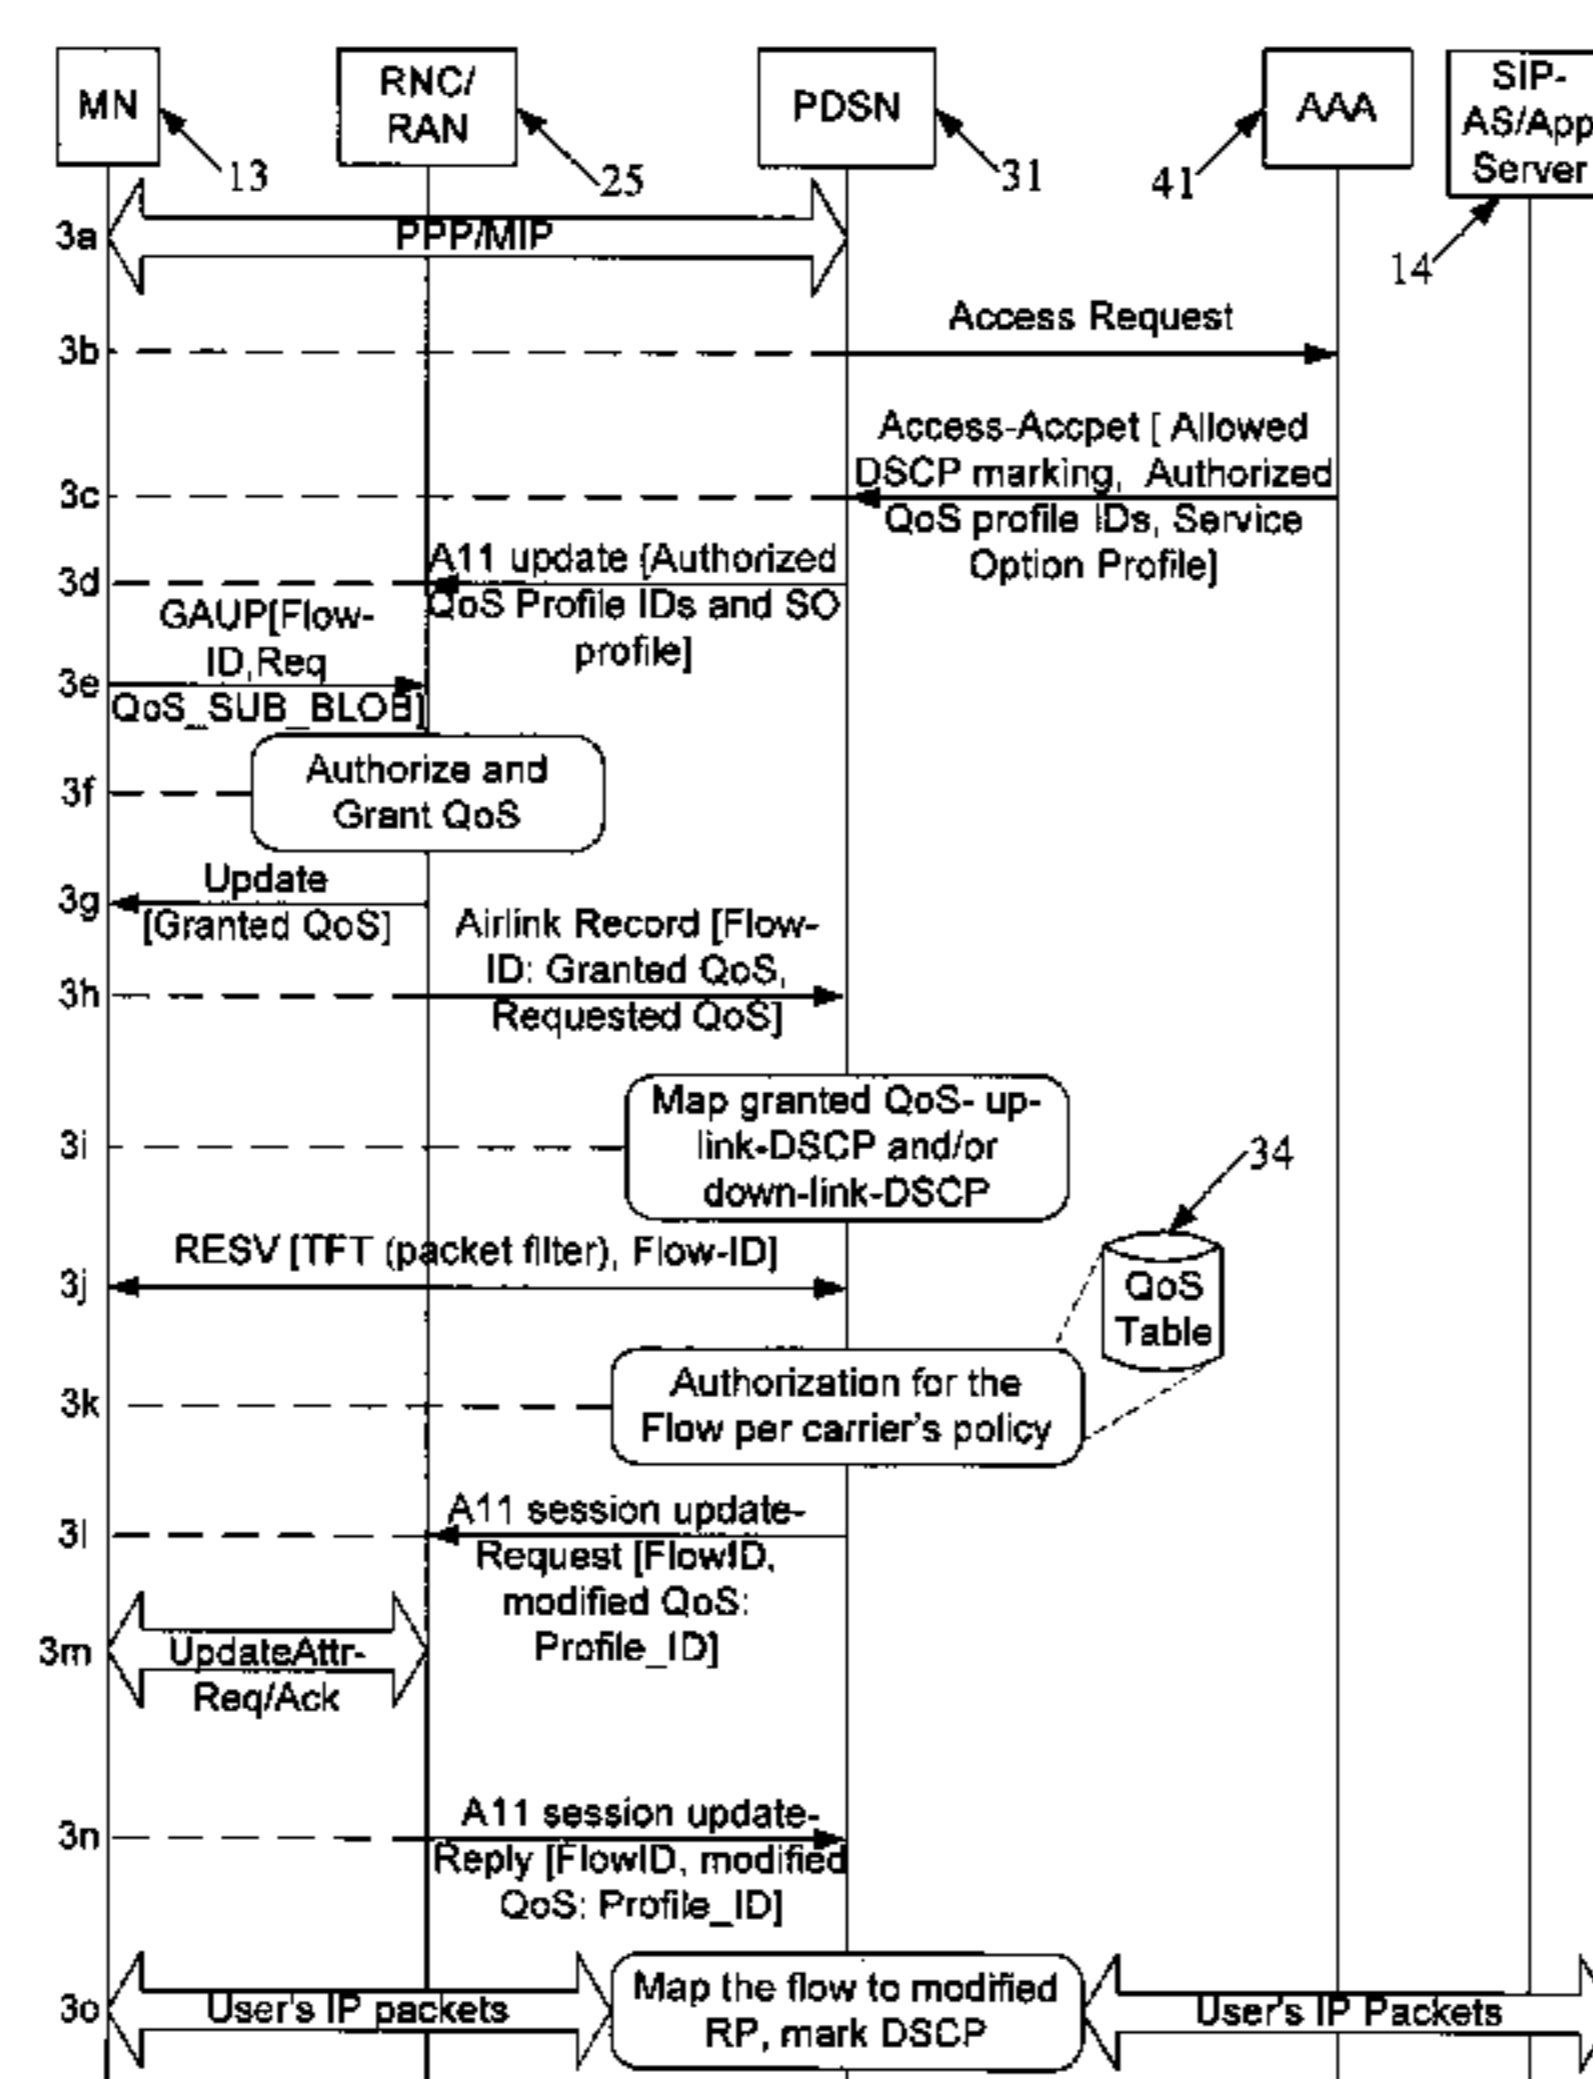 MN
RNC/
RAN
PDSN
AAA
SIP-
AS/App
Server
13
25
31
41
14
3a
PPP/MIP
3b
Access Request
3c
Access-Accpet [ Allowed
DSCP marking, Authorized
QoS profile IDs, Service
Option Profile]
3d
A11 update [Authorized
QoS Profile IDs and SO
profile]
3e
GAUP[Flow-
ID,Req
QoS_SUB_BLOB]
3f
Authorize and
Grant QoS
3g
Update
[Granted QoS]
3h
Airlink Record [Flow-
ID: Granted QoS,
Requested QoS]
3i
Map granted QoS- up-
link-DSCP and/or
down-link-DSCP
34
3j
RESV [TFT (packet filter), Flow-ID]
QoS
Table
3k
Authorization for the
Flow per carrier's policy
3l
A11 session update-
Request [FlowID,
modified QoS:
Profile_ID]
3m
UpdateAttr-
Req/Ack
3n
A11 session update-
Reply [FlowID, modified
QoS: Profile_ID]
3o
User's IP packets
Map the flow to modified
RP, mark DSCP
User's IP Packets